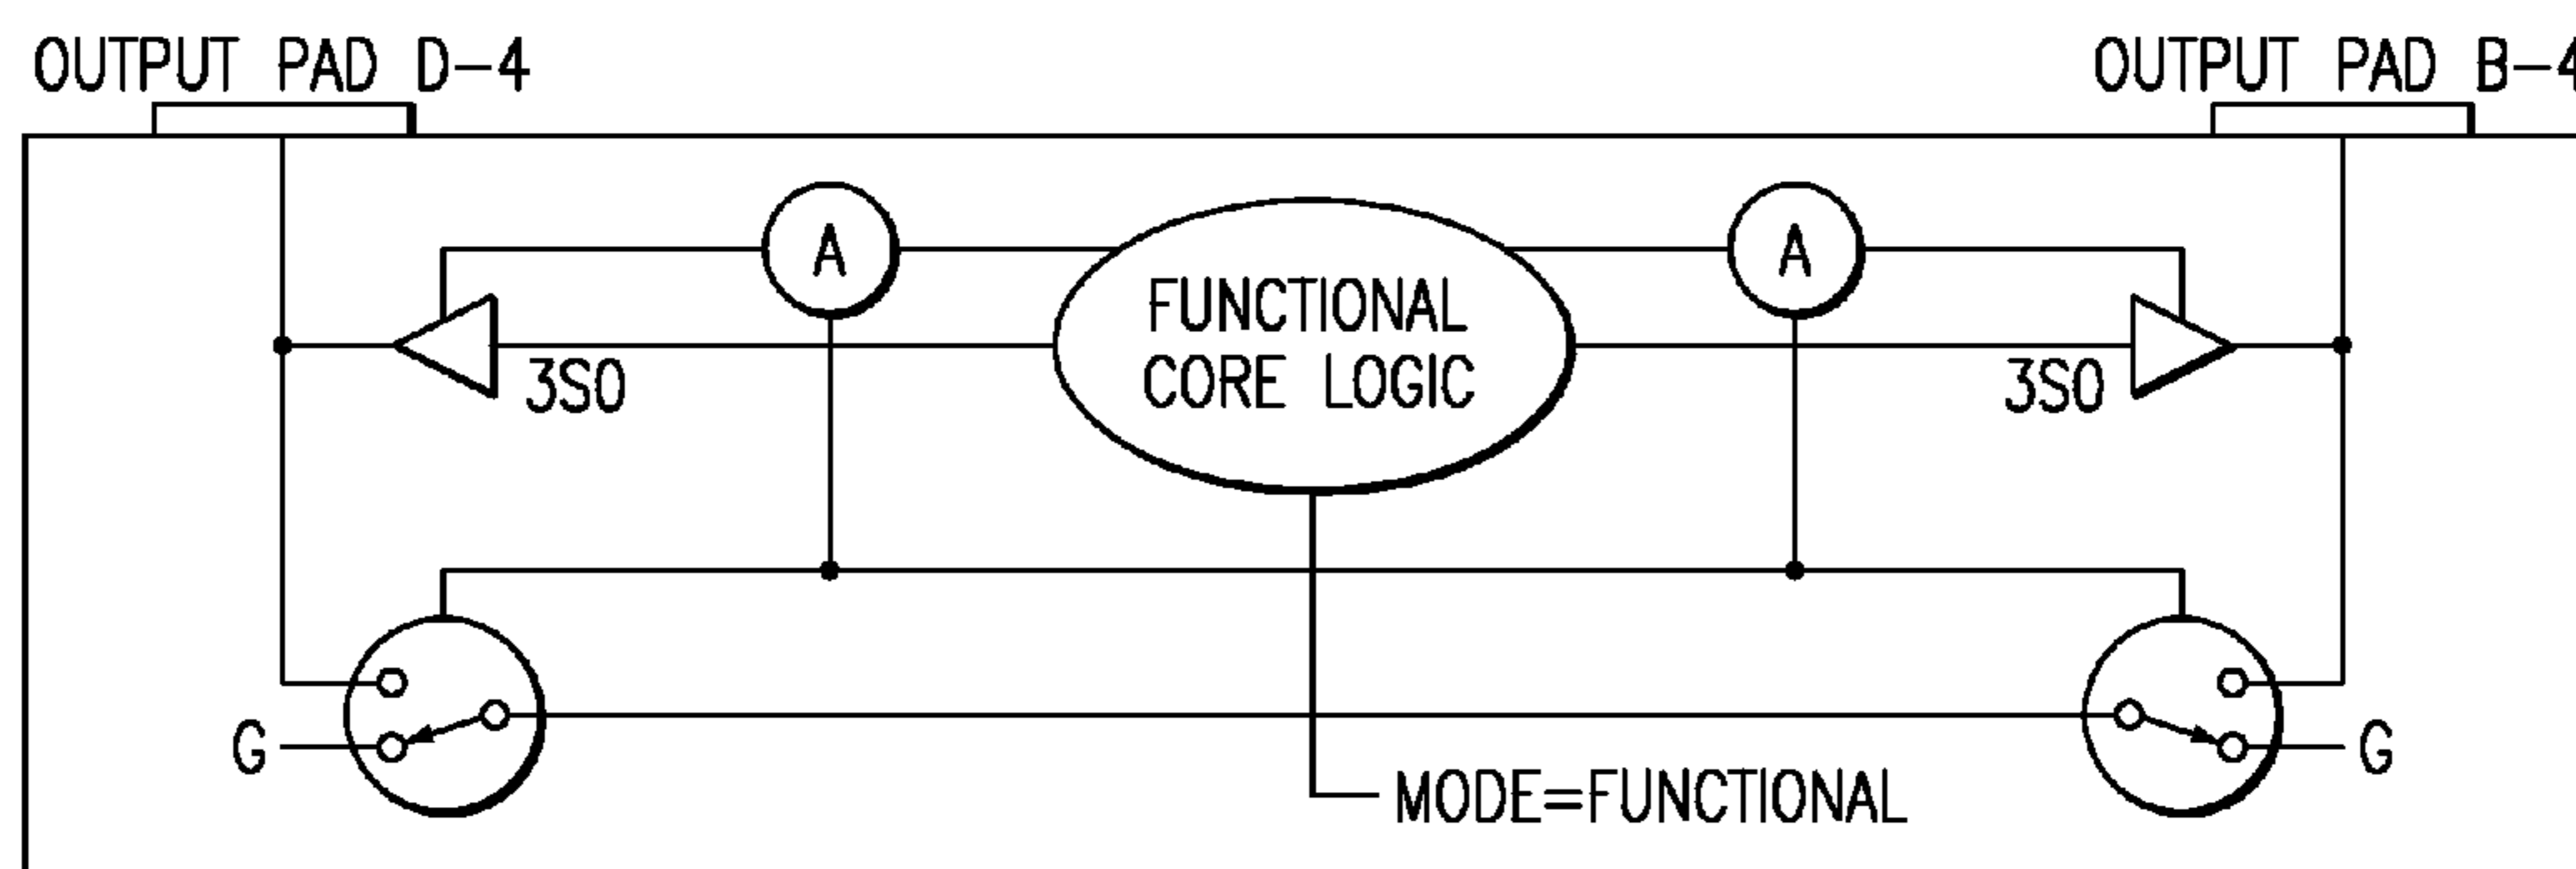 OUTPUT PAD D-4
OUTPUT PAD B-4
A
A
FUNCTIONAL
CORE LOGIC
3SO
3SO
G
G
MODE=FUNCTIONAL